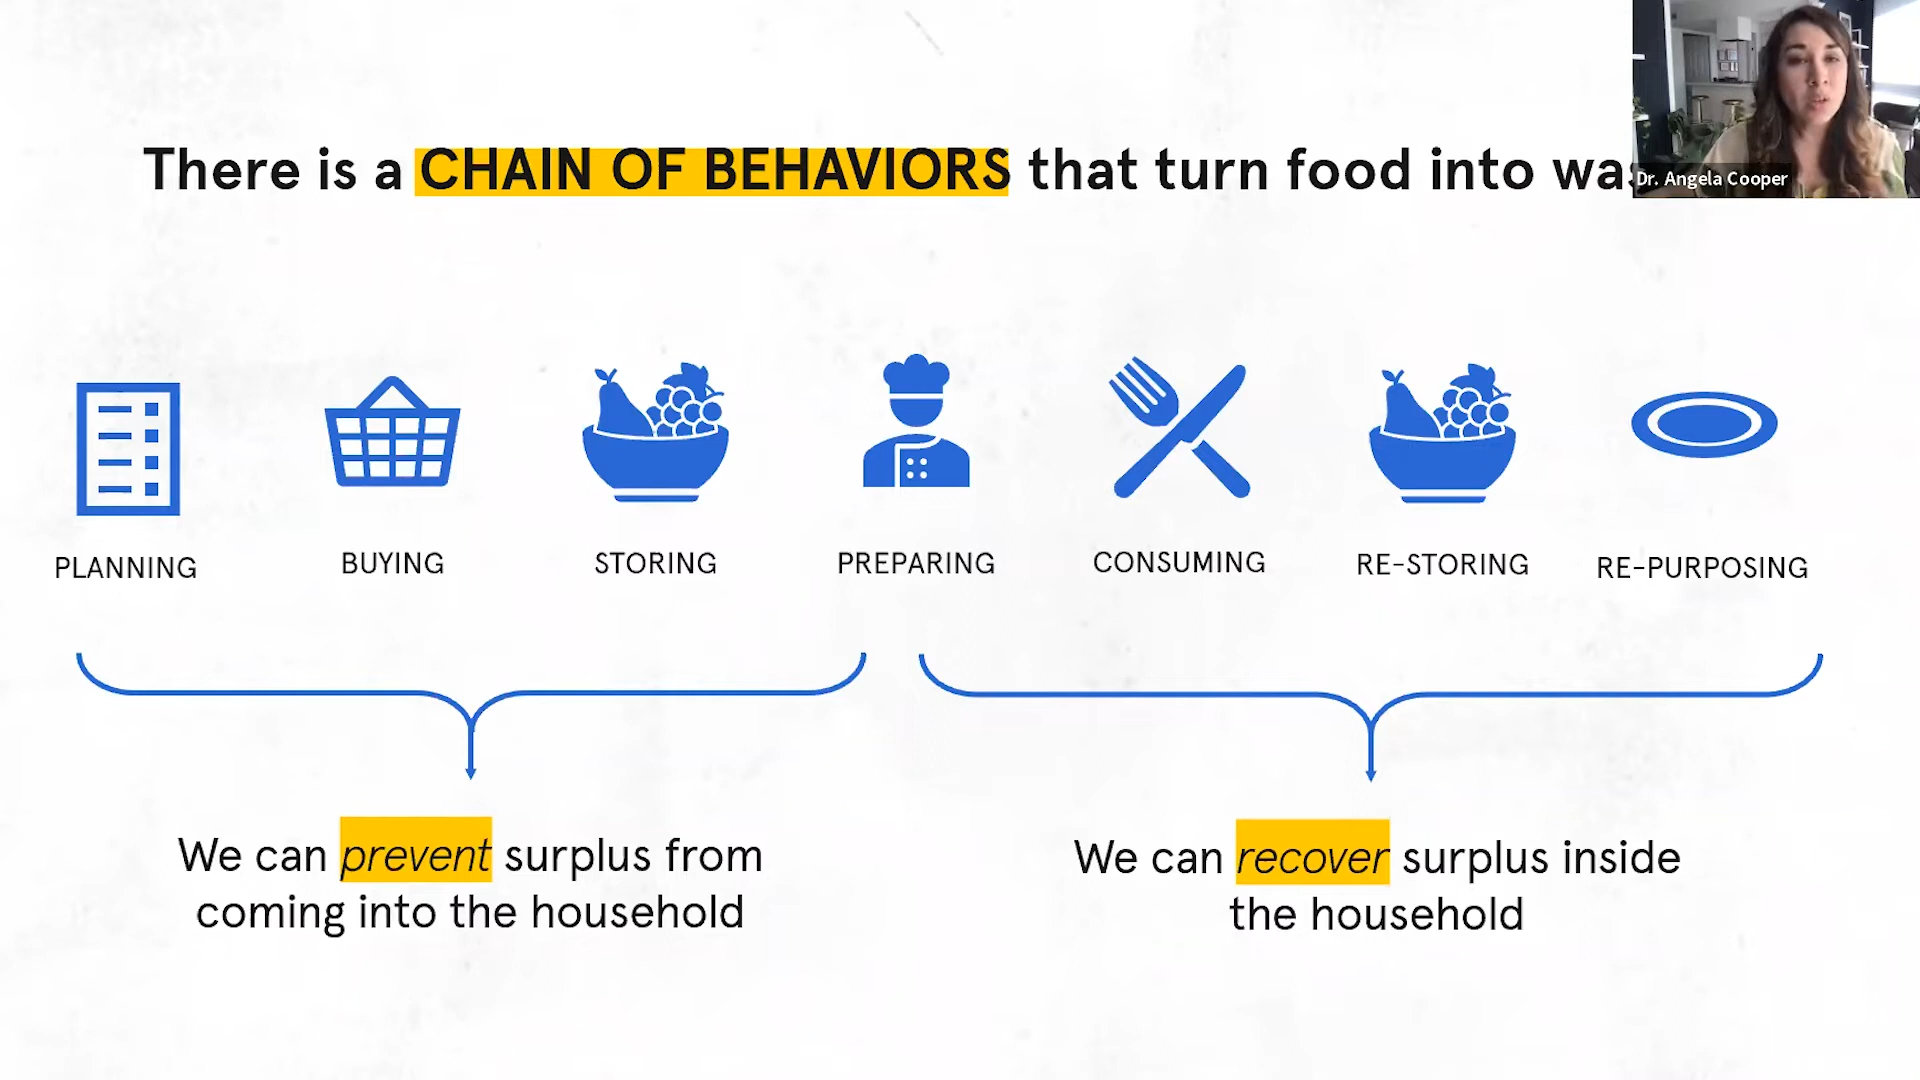 There is a CHAIN OF BEHAVIORS that turn food into
Dr. Angela Cooper
PLANNING
BUYING
STORING
PREPARING
CONSUMING
RE-STORING
RE-PURPOSING
We can prevent surplus from
coming into the household
We can recover surplus inside
the household